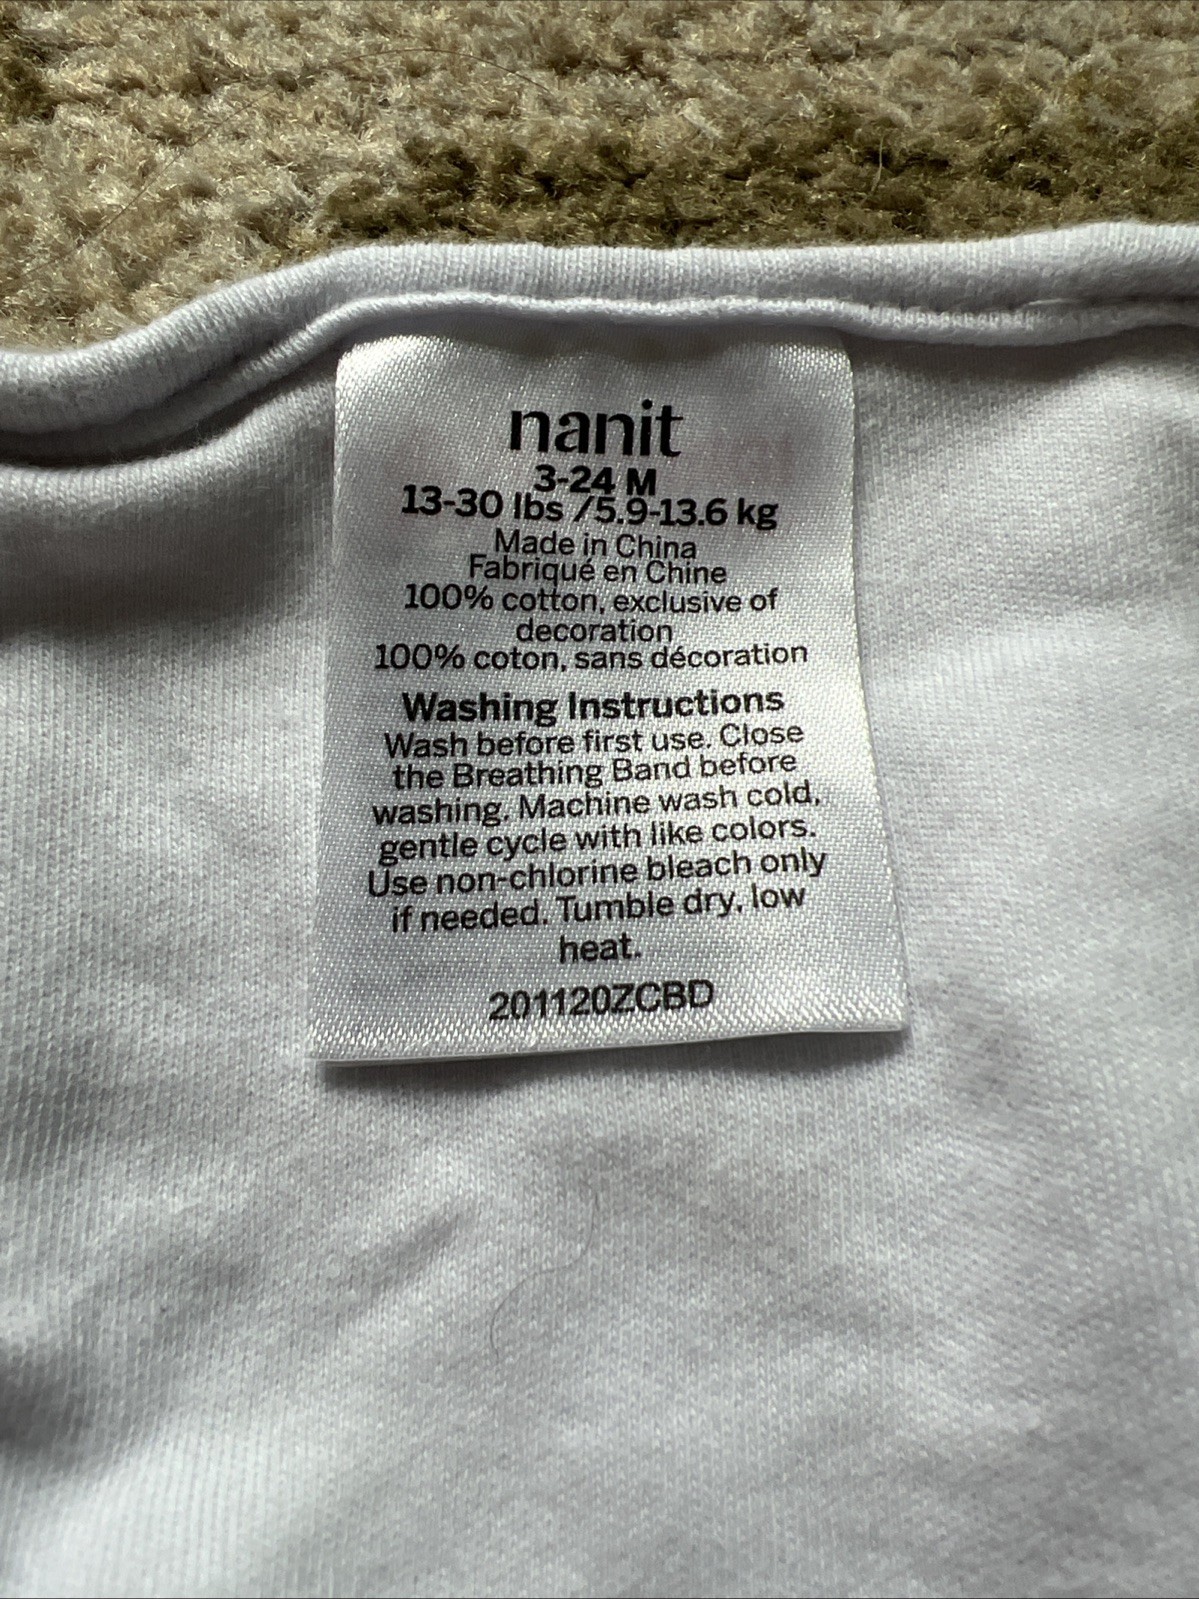 nanit
3-24 M
13-30 lbs /5.9-13.6 kg
Made in China
Fabriqué en Chine
100% cotton, exclusive of
decoration
100% coton, sans décoration
Washing Instructions
Wash before first use. Close
the Breathing Band before
washing. Machine wash cold,
gentle cycle with like colors.
Use non-chlorine bleach only
if needed. Tumble dry, low
heat.
201120ZCBD